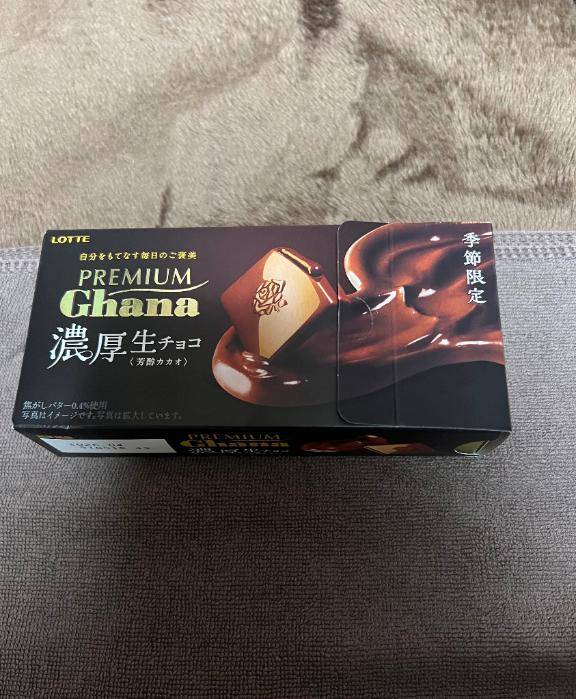 LOTTE
自分をもてなす毎日のご褒美
PREMIUM
Ghana
濃厚生チョコ
〈芳醇カカオ〉
季節限定
焦がしバター0.4%使用
写真はイメージです。写真は拡大しています。
PREMIUM
Ghana
濃厚生チョコ